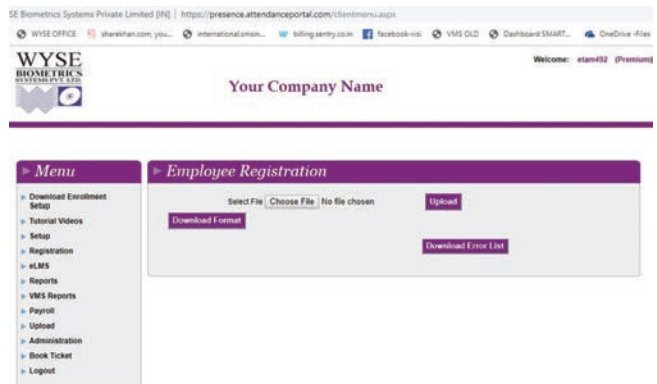 SE Biometrics Systems Private Limited [IN] | https://presence.attendanceportal.com/clientmenu.aspx
WYSE OFFICE sharekhan.com, you... international.amsin... billing.sentry.co.in facebook-visi VMS OLD Dashboard SMART... OneDrive -Files
WYSE
BIOMETRICS
SYSTEMS PVT. LTD.
Welcome: etam492 (Premium)
Your Company Name
Menu
Download Enrollment
Setup
Tutorial Videos
Setup
Registration
eLMS
Reports
VMS Reports
Payroll
Upload
Administration
Book Ticket
Logout
Employee Registration
Select File Choose File No file chosen Upload
Download Format
Download Error List